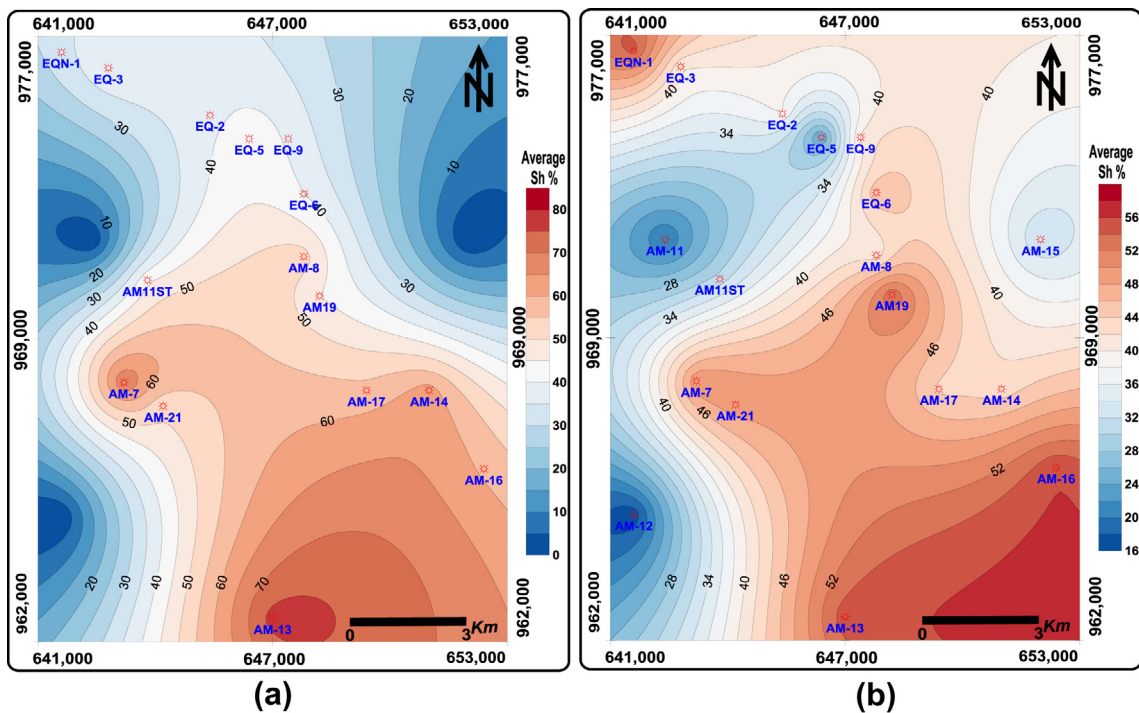 641,000 647,000 653,000
977,000
969,000
962,000
977,000
962,000
EQN-1
EQ-3
EQ-2
EQ-5
EQ-9
EQ-6
AM-8
AM11ST
AM19
AM-7
AM-21
AM-17
AM-14
AM-16
AM-13
30
20
30
40
10
10
40
20
30
50
30
40
50
60
50
60
20
30
40
50
70
N
Average
Sh %
80
70
60
50
40
30
20
10
0
0 3 Km
641,000 647,000 653,000
(a)
641,000 647,000 653,000
977,000
969,000
962,000
977,000
962,000
EQN-1
EQ-3
EQ-2
EQ-5
EQ-9
EQ-6
AM-11
AM-15
AM-8
AM11ST
AM19
AM-7
AM-21
AM-17
AM-14
AM-16
AM-12
AM-13
40
40
40
34
34
28
40
34
46
46
40
46
52
28
34
40
46
52
N
Average
Sh %
56
52
48
44
40
36
32
28
26
24
22
20
18
16
0 3 Km
641,000 647,000 653,000
(b)